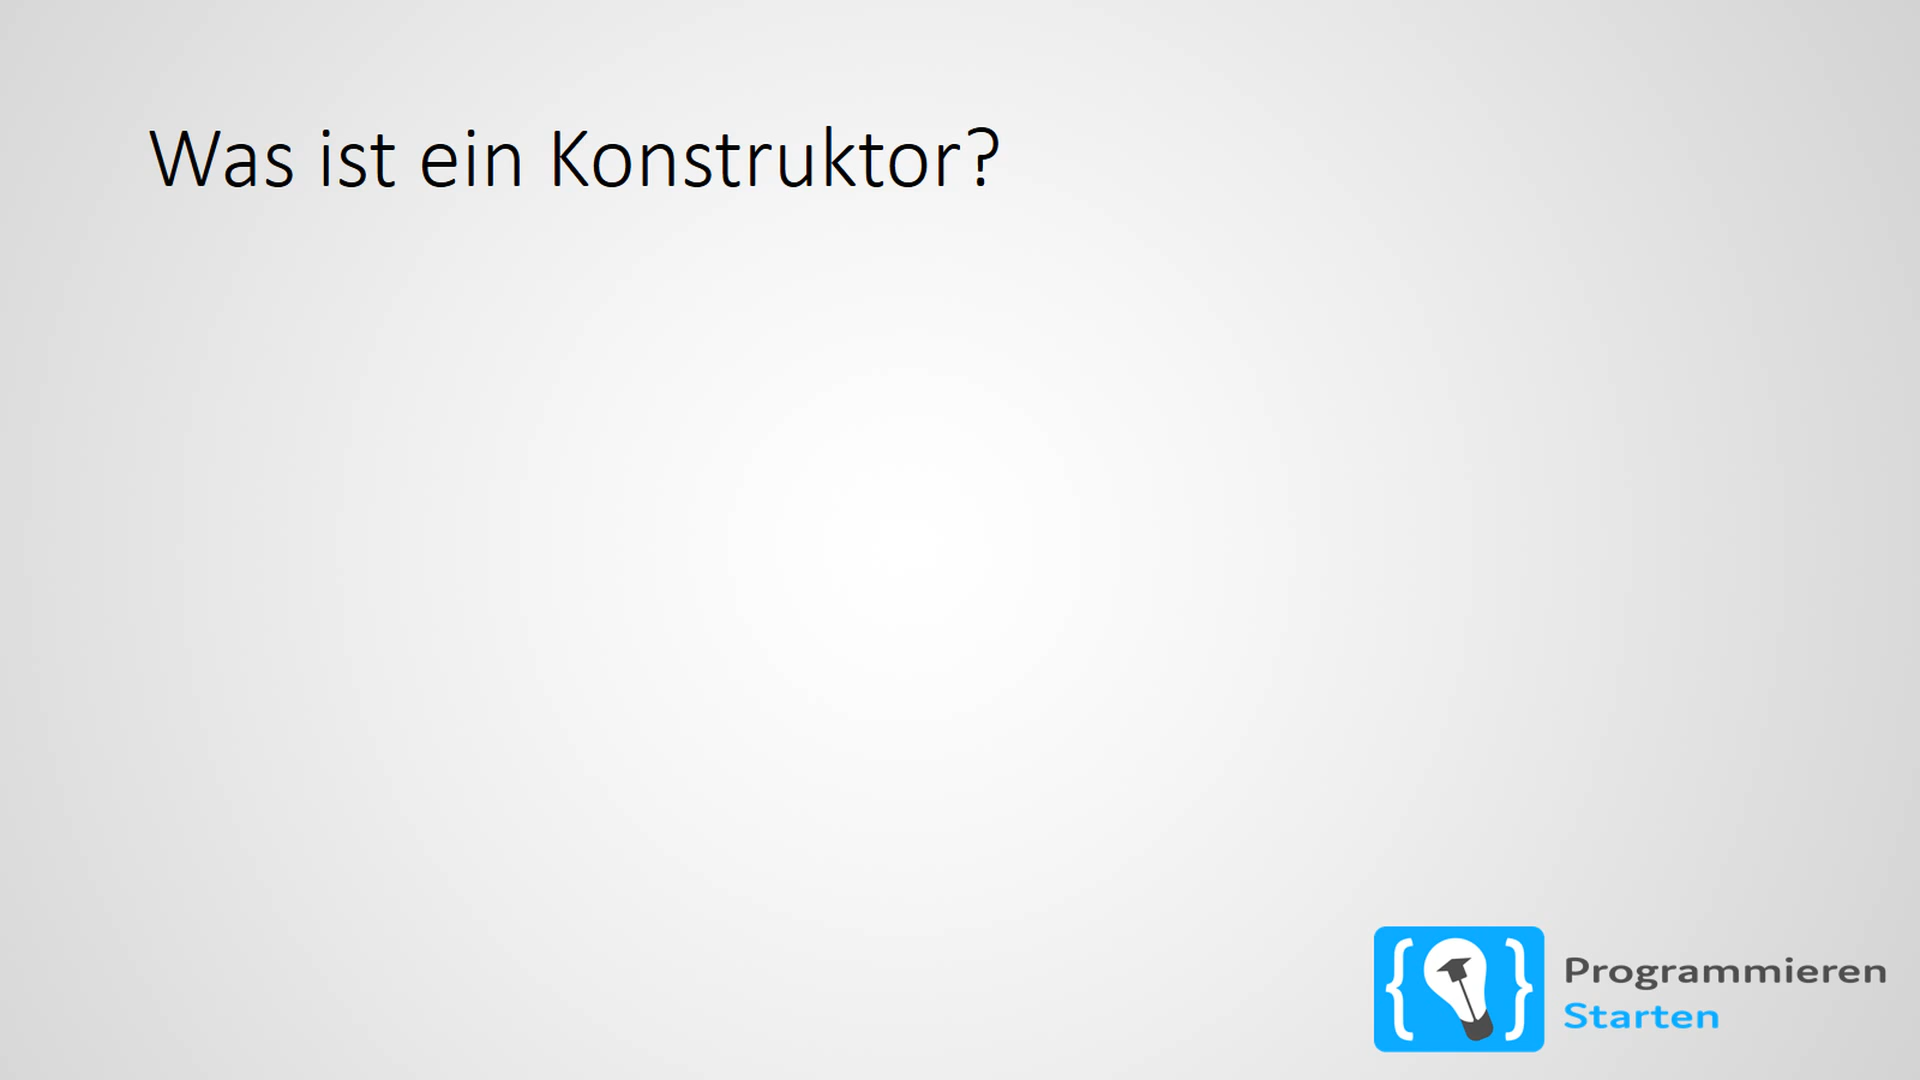 Was ist ein Konstruktor?
{ }
Programmieren
Starten